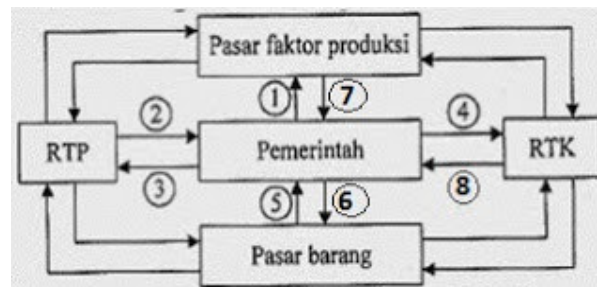 Pasar faktor produksi
1 7
2 4
RTP Pemerintah RTK
3 8
5 6
Pasar barang